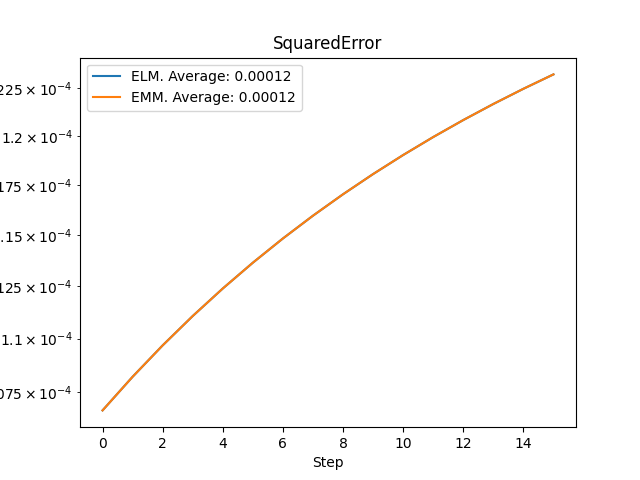 SquaredError
ELM. Average: 0.00012
EMM. Average: 0.00012
225 × 10⁻⁴
1.2 × 10⁻⁴
175 × 10⁻⁴
.15 × 10⁻⁴
125 × 10⁻⁴
1.1 × 10⁻⁴
075 × 10⁻⁴
0 2 4 6 8 10 12 14
Step